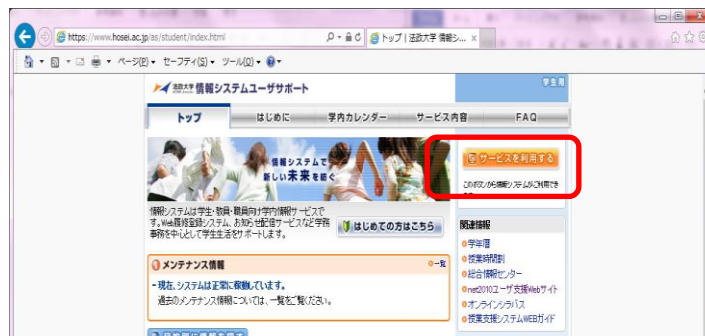 https://www.hosei.ac.jp/as/student/index.html
トップ | 法政大学 情報シ... ×
ページ(P) セーフティ(S) ツール(O)
法政大学 情報システムユーザサポート
学生用
トップ はじめに 学内カレンダー サービス内容 FAQ
情報システムで
新しい未来を紡ぐ
サービスを利用する
このボタンから情報システムがご利用でき
情報システムは学生・教員・職員向け学内情報サービスで
す。Web履修登録システム、お知らせ配信サービスなど学務
事務を中心として学生生活をサポートします。
はじめての方はこちら
メンテナンス情報 一覧
- 現在、システムは正常に稼動しています。
過去のメンテナンス情報については、一覧をご覧ください。
関連情報
学年暦
授業時間割
総合情報センター
net2010ユーザ支援Webサイト
オンラインシラバス
授業支援システムWEBガイド